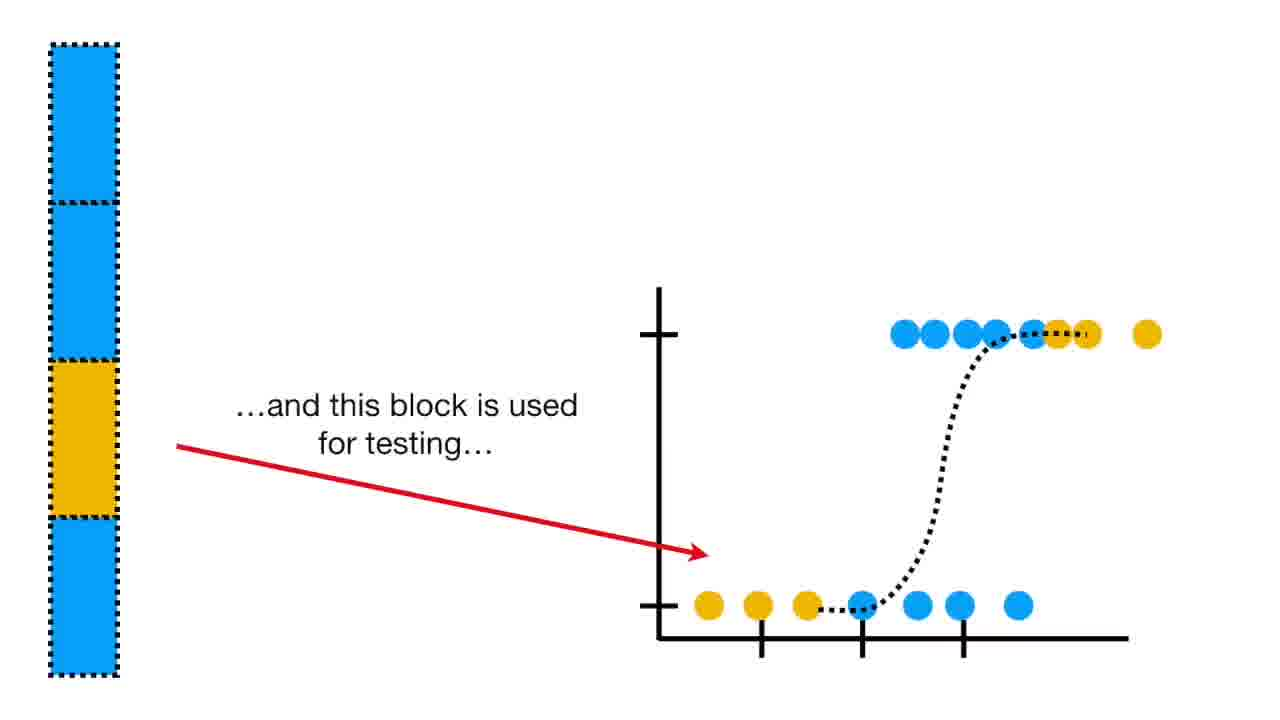 …and this block is used
for testing…